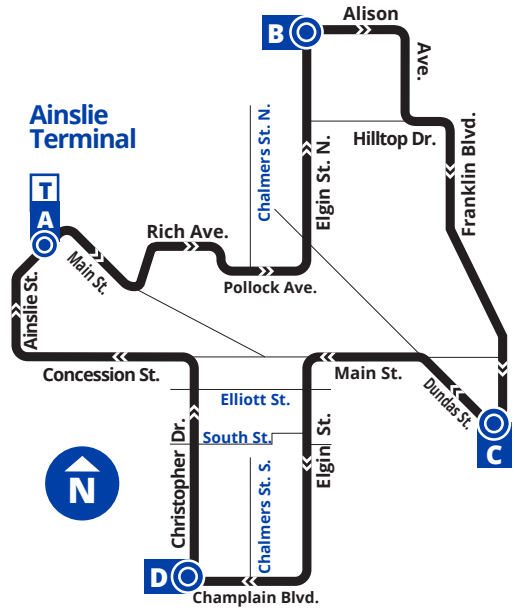 B
Alison
Ave.
Ainslie
Terminal
Chalmers St. N.
Elgin St. N.
Hilltop Dr.
Franklin Blvd.
T
A
Rich Ave.
Main St.
Pollock Ave.
Ainslie St.
Concession St.
Main St.
Dundas St.
Elliott St.
C
Christopher Dr.
South St.
Elgin St.
Chalmers St. S.
N
D
Champlain Blvd.